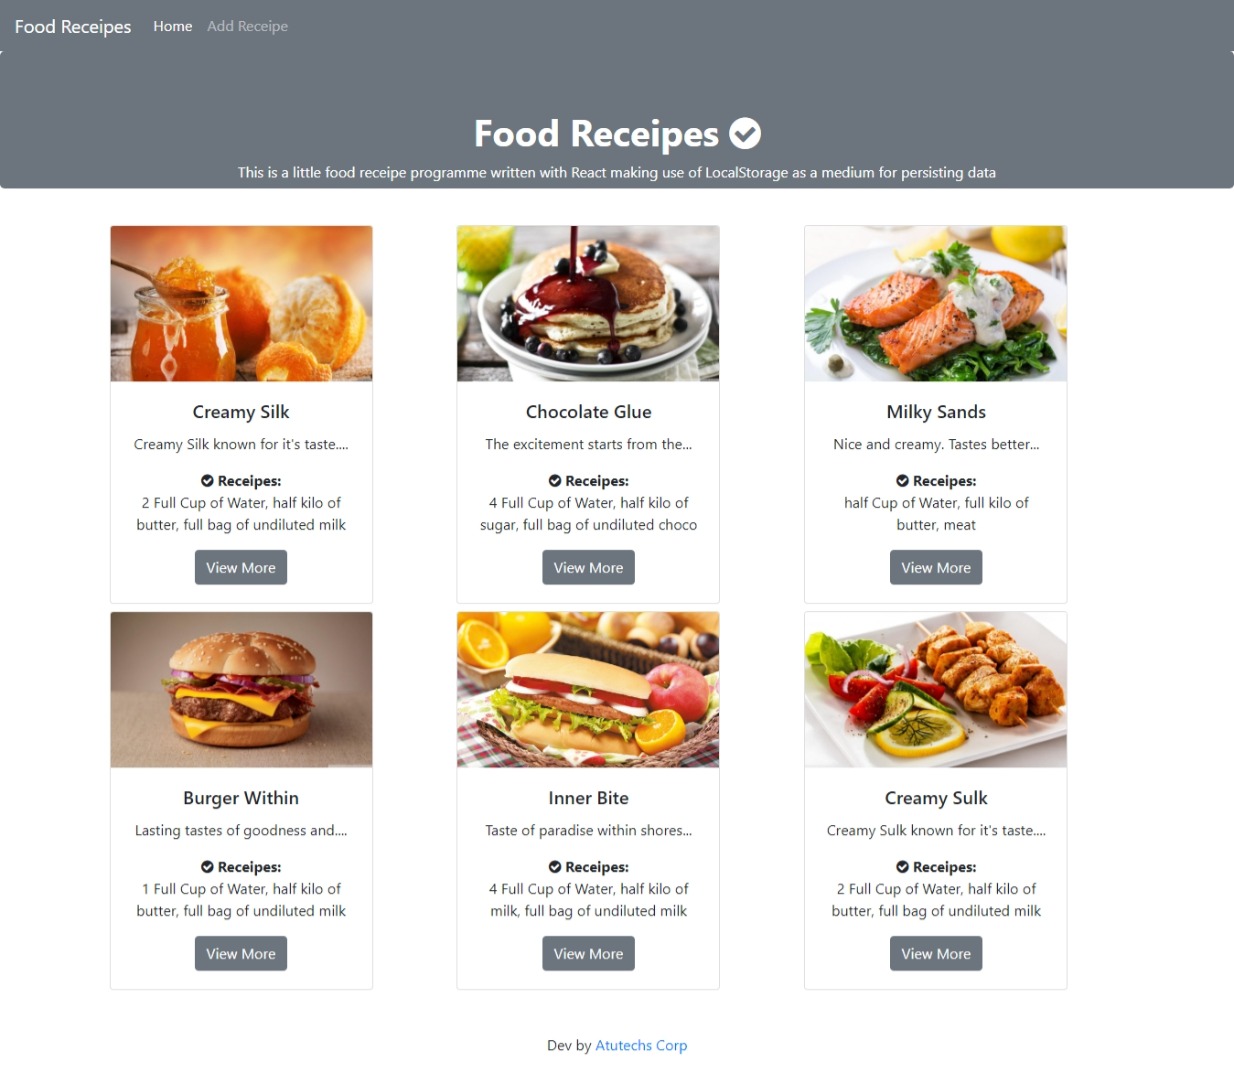 Food Receipes Home Add Receipe
Food Receipes
This is a little food receipe programme written with React making use of LocalStorage as a medium for persisting data
Creamy Silk
Creamy Silk known for it's taste....
Receipes:
2 Full Cup of Water, half kilo of
butter, full bag of undiluted milk
View More
Chocolate Glue
The excitement starts from the...
Receipes:
4 Full Cup of Water, half kilo of
sugar, full bag of undiluted choco
View More
Milky Sands
Nice and creamy. Tastes better...
Receipes:
half Cup of Water, full kilo of
butter, meat
View More
Burger Within
Lasting tastes of goodness and....
Receipes:
1 Full Cup of Water, half kilo of
butter, full bag of undiluted milk
View More
Inner Bite
Taste of paradise within shores...
Receipes:
4 Full Cup of Water, half kilo of
milk, full bag of undiluted milk
View More
Creamy Sulk
Creamy Sulk known for it's taste....
Receipes:
2 Full Cup of Water, half kilo of
butter, full bag of undiluted milk
View More
Dev by Atutechs Corp